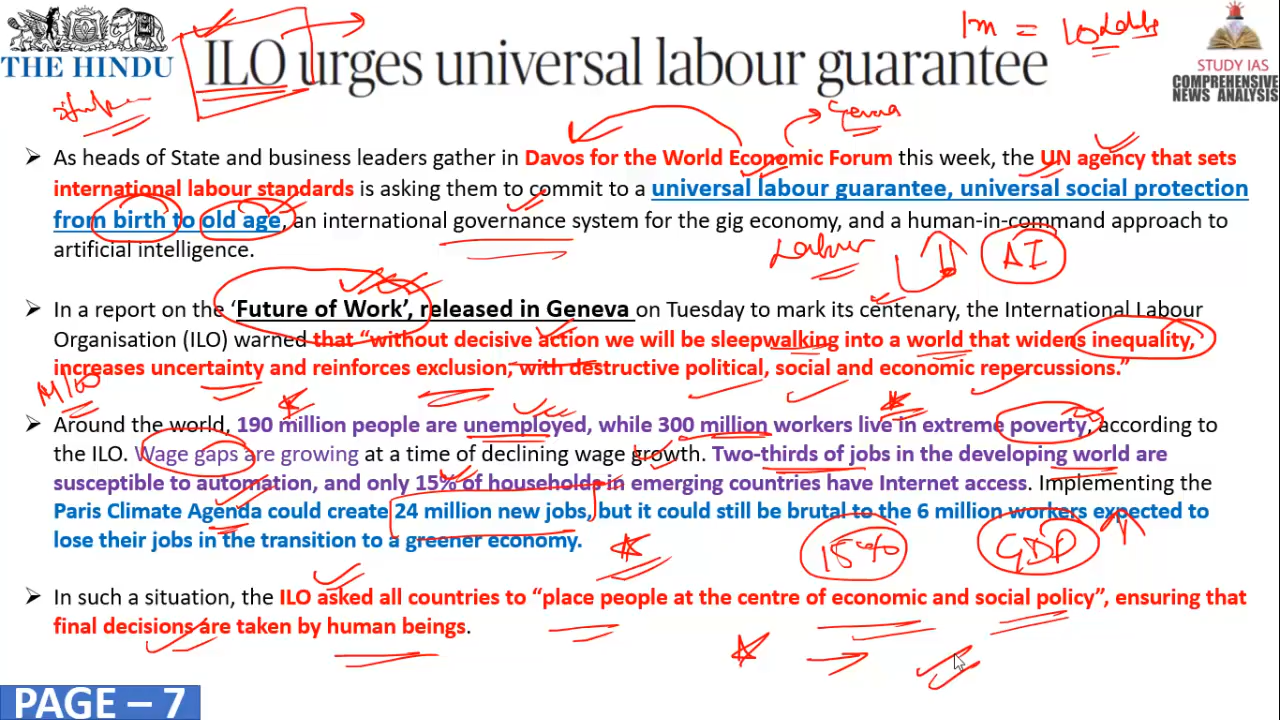 1m = 10 lakhs
STUDY IAS
THE HINDU
ILO urges universal labour guarantee
COMPREHENSIVE
NEWS ANALYSIS
Geneva
➢ As heads of State and business leaders gather in Davos for the World Economic Forum this week, the UN agency that sets
international labour standards is asking them to commit to a universal labour guarantee, universal social protection
from birth to old age, an international governance system for the gig economy, and a human-in-command approach to
artificial intelligence.
Labour
AI
➢ In a report on the ‘Future of Work’, released in Geneva on Tuesday to mark its centenary, the International Labour
Organisation (ILO) warned that “without decisive action we will be sleepwalking into a world that widens inequality,
increases uncertainty and reinforces exclusion, with destructive political, social and economic repercussions.”
➢ Around the world, 190 million people are unemployed, while 300 million workers live in extreme poverty, according to
the ILO. Wage gaps are growing at a time of declining wage growth. Two-thirds of jobs in the developing world are
susceptible to automation, and only 15% of households in emerging countries have Internet access. Implementing the
Paris Climate Agenda could create 24 million new jobs, but it could still be brutal to the 6 million workers expected to
lose their jobs in the transition to a greener economy.
15%
GDP
➢ In such a situation, the ILO asked all countries to “place people at the centre of economic and social policy”, ensuring that
final decisions are taken by human beings.
PAGE – 7